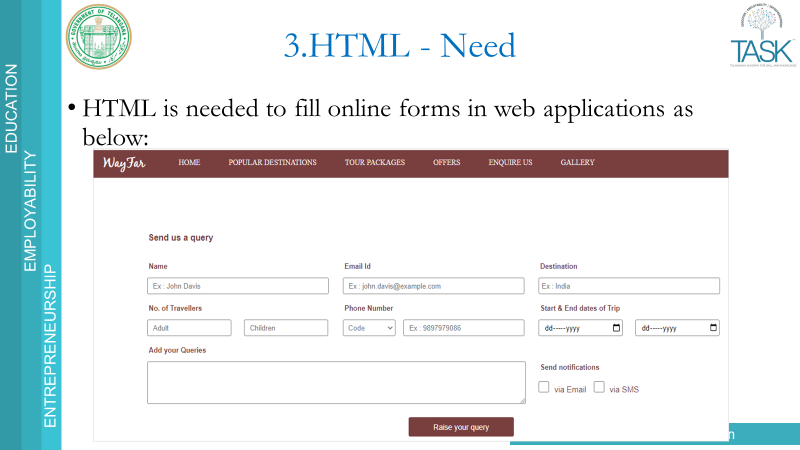 GOVERNMENT OF TELANGANA
TASK
3.HTML - Need
EDUCATION
EMPLOYABILITY
ENTREPRENEURSHIP
• HTML is needed to fill online forms in web applications as
below:
WayFar HOME POPULAR DESTINATIONS TOUR PACKAGES OFFERS ENQUIRE US GALLERY
Send us a query
Name Email Id Destination
Ex : John Davis Ex : john.davis@example.com Ex : India
No. of Travellers Phone Number Start & End dates of Trip
Adult Children Code Ex : 9897979086 dd-----yyyy dd-----yyyy
Add your Queries
Send notifications
via Email via SMS
Raise your query